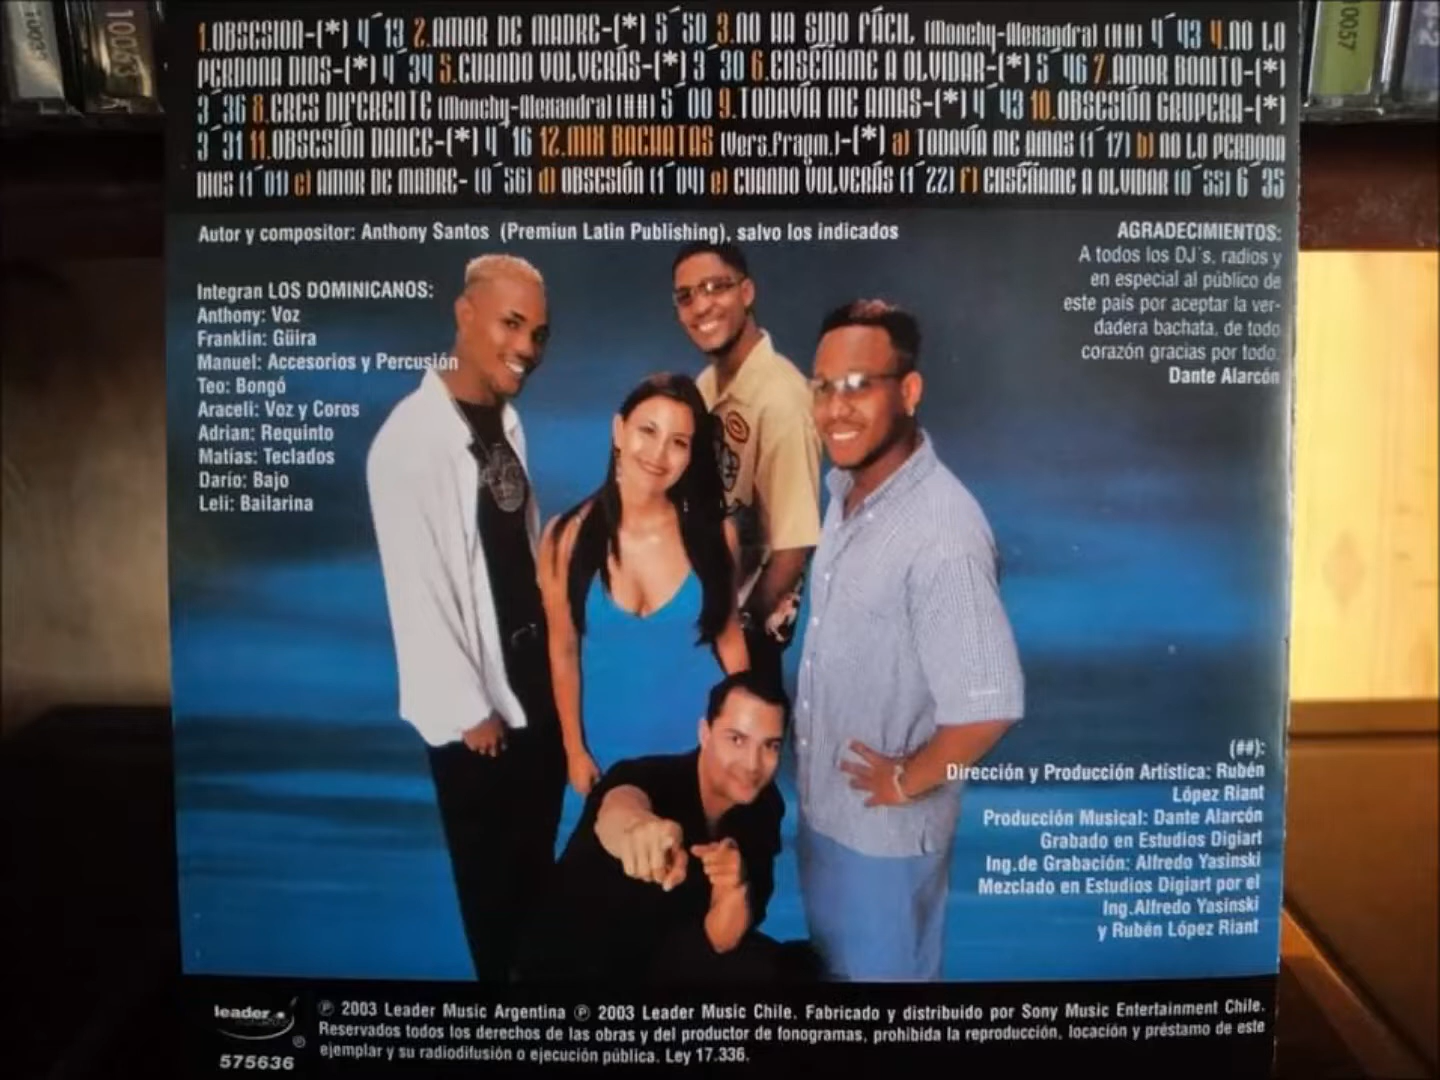 10063
10057
1.OBSESION-(*) 4´13 2.AMOR DE MADRE-(*) 5´50 3.NO HA SIDO FÁCIL (Monchy-Alexandra) (##) 4´43 4.NO LO
PERDONA DIOS-(*) 4´34 5.CUANDO VOLVERÁS-(*) 3´30 6.ENSÉÑAME A OLVIDAR-(*) 5´46 7.AMOR BONITO-(*)
3´36 8.ERES DIFERENTE (Monchy-Alexandra) (##) 5´00 9.TODAVÍA ME AMAS-(*) 4´43 10.OBSESIÓN GRUPERA-(*)
3´31 11.OBSESIÓN DANCE-(*) 4´16 12.MIX BACHATAS (Vers.Fragm.)-(*) a) TODAVÍA ME AMAS (1´17) b) NO LO PERDONA
DIOS (1´01) c) AMOR DE MADRE- (0´56) d) OBSESIÓN (1´04) e) CUANDO VOLVERÁS (1´22) f) ENSÉÑAME A OLVIDAR (0´55) 6´35
Autor y compositor: Anthony Santos (Premiun Latin Publishing), salvo los indicados
Integran LOS DOMINICANOS:
Anthony: Voz
Franklin: Güira
Manuel: Accesorios y Percusión
Teo: Bongó
Araceli: Voz y Coros
Adrian: Requinto
Matías: Teclados
Darío: Bajo
Leli: Bailarina
AGRADECIMIENTOS:
A todos los DJ´s, radios y
en especial al público de
este país por aceptar la ver-
dadera bachata, de todo
corazón gracias por todo.
Dante Alarcón
(##):
Dirección y Producción Artística: Rubén
López Riant
Producción Musical: Dante Alarcón
Grabado en Estudios Digiart
Ing.de Grabación: Alfredo Yasinski
Mezclado en Estudios Digiart por el
Ing.Alfredo Yasinski
y Rubén López Riant
leader
®
575636
℗ 2003 Leader Music Argentina ℗ 2003 Leader Music Chile. Fabricado y distribuido por Sony Music Entertainment Chile.
Reservados todos los derechos de las obras y del productor de fonogramas, prohibida la reproducción, locación y préstamo de este
ejemplar y su radiodifusión o ejecución pública. Ley 17.336.